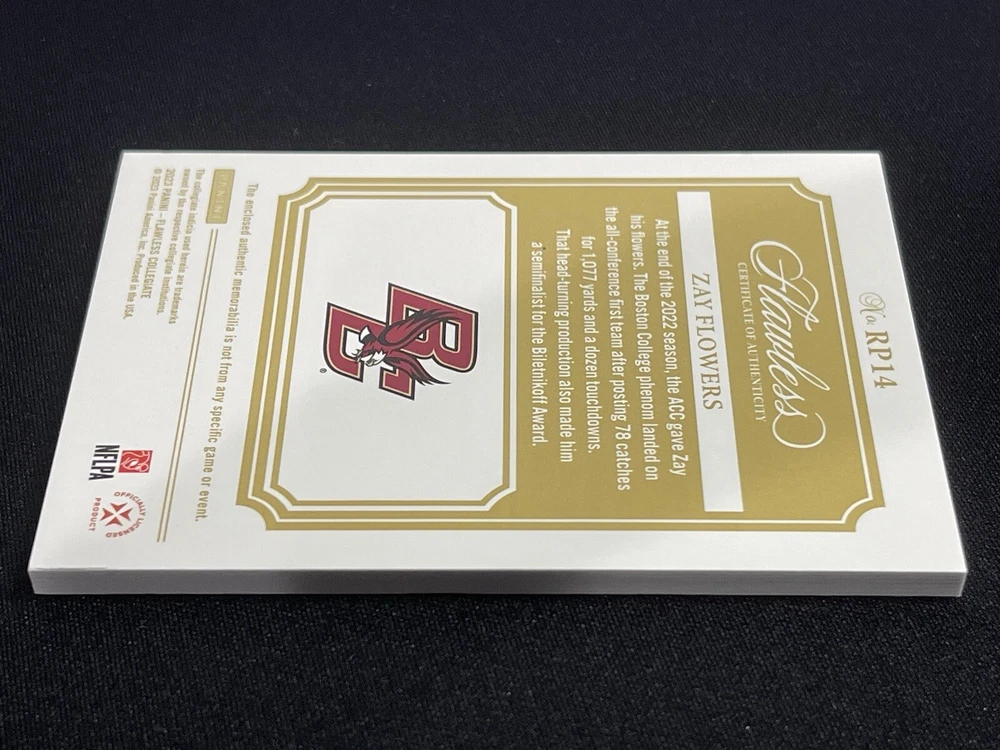 No. RP14
Flawless
CERTIFICATE OF AUTHENTICITY
ZAY FLOWERS
At the end of the 2022 season, the ACC gave Zay
his flowers. The Boston College phenom landed on
the all-conference first team after posting 78 catches
for 1,077 yards and a dozen touchdowns.
That head-turning production also made him
a semifinalist for the Biletnikoff Award.
BC
®
The enclosed authentic memorabilia is not from any specific game or event.
PANINI
The collegiate indicia used herein are trademarks
owned by the respective collegiate institutions.
2023 PANINI – FLAWLESS COLLEGIATE
© 2023 Panini America, Inc. Produced in the USA.
NFLPA
OFFICIALLY LICENSED
PRODUCT